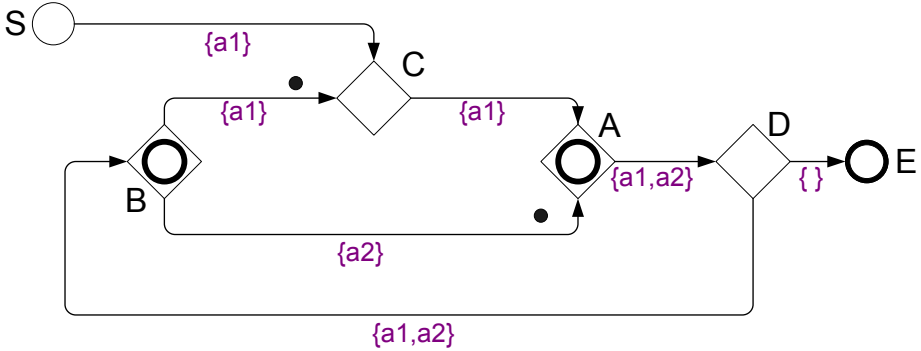 S
{a1}
C
{a1}
{a1}
A
D
{a1,a2}
{ }
E
B
{a2}
{a1,a2}